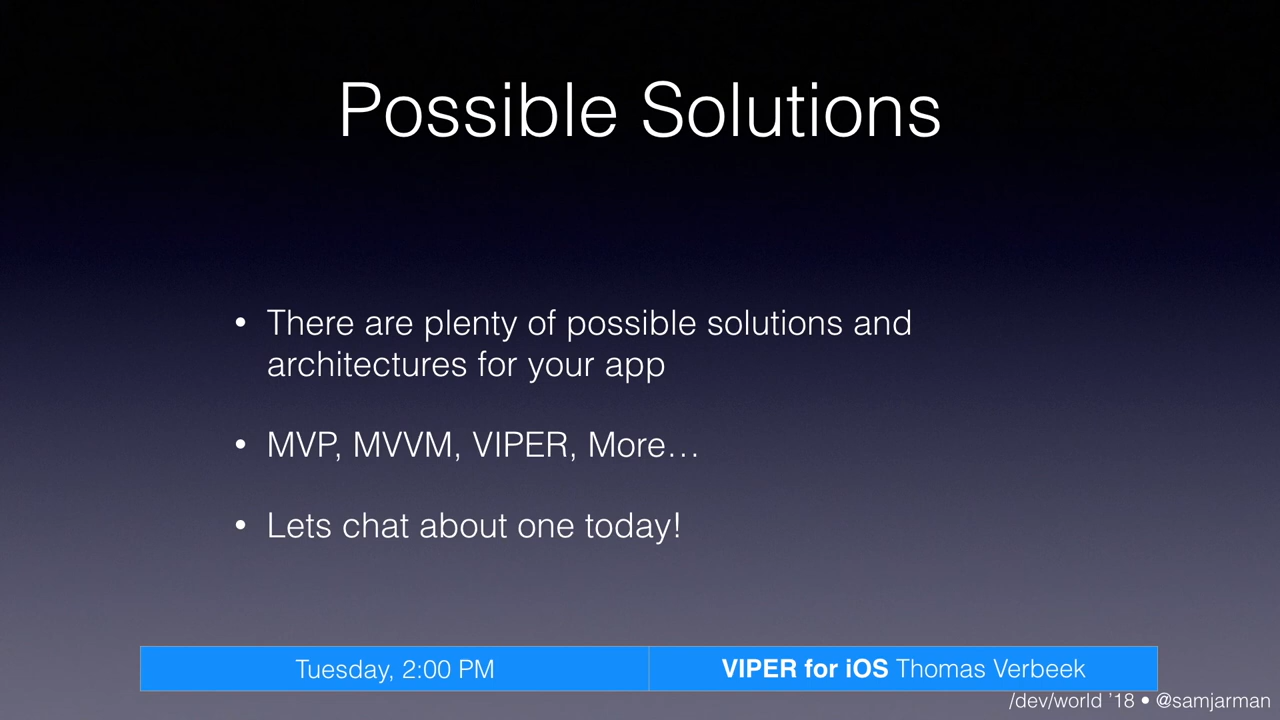 Possible Solutions
• There are plenty of possible solutions and
architectures for your app
• MVP, MVVM, VIPER, More…
• Lets chat about one today!
Tuesday, 2:00 PM
VIPER for iOS Thomas Verbeek
/dev/world ’18 • @samjarman